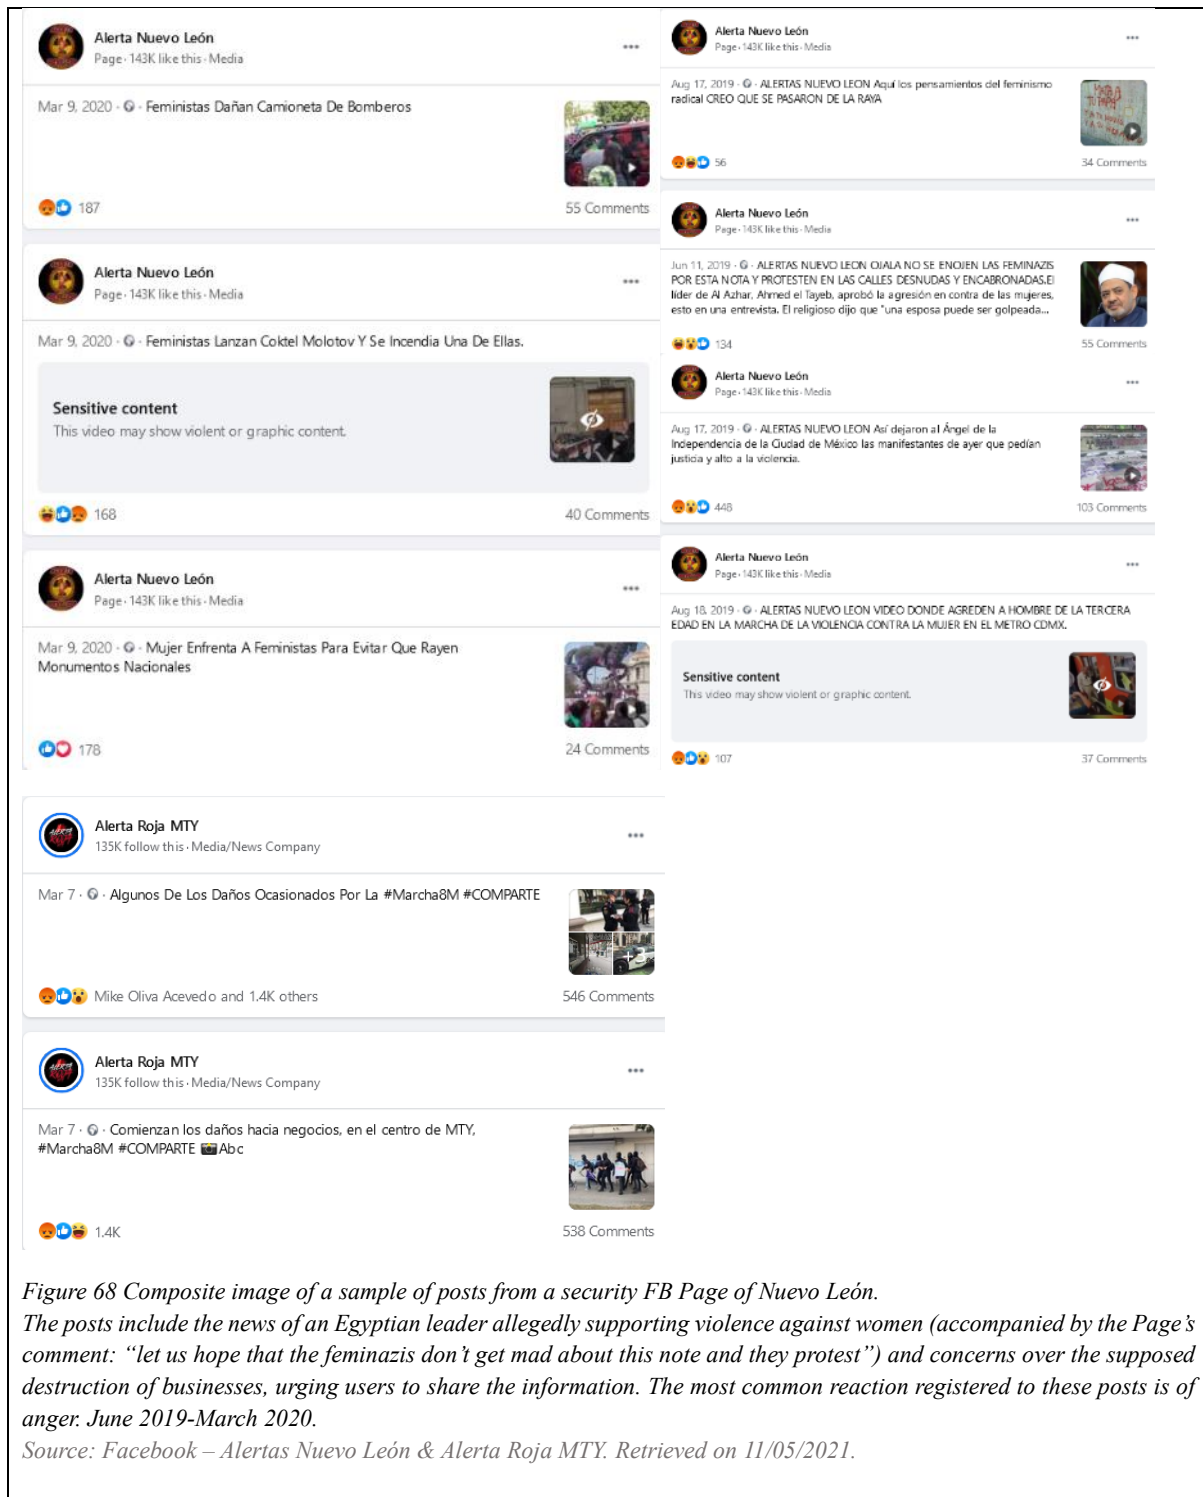 Alerta Nuevo León
Page · 143K like this · Media
Mar 9, 2020 · Feministas Dañan Camioneta De Bomberos
187
55 Comments
Alerta Nuevo León
Page · 143K like this · Media
Mar 9, 2020 · Feministas Lanzan Coktel Molotov Y Se Incendia Una De Ellas.
Sensitive content
This video may show violent or graphic content.
168
40 Comments
Alerta Nuevo León
Page · 143K like this · Media
Mar 9, 2020 · Mujer Enfrenta A Feministas Para Evitar Que Rayen
Monumentos Nacionales
178
24 Comments
Alerta Nuevo León
Page · 143K like this · Media
Aug 17, 2019 · ALERTAS NUEVO LEON Aquí los pensamientos del feminismo
radical CREO QUE SE PASARON DE LA RAYA
56
34 Comments
Alerta Nuevo León
Page · 143K like this · Media
Jun 11, 2019 · ALERTAS NUEVO LEON OJALA NO SE ENOJEN LAS FEMINAZIS
POR ESTA NOTA Y PROTESTEN EN LAS CALLES DESNUDAS Y ENCABRONADAS.El
líder de Al Azhar, Ahmed el Tayeb, aprobó la agresión en contra de las mujeres,
esto en una entrevista. El religioso dijo que "una esposa puede ser golpeada...
134
55 Comments
Alerta Nuevo León
Page · 143K like this · Media
Aug 17, 2019 · ALERTAS NUEVO LEON Así dejaron al Ángel de la
Independencia de la Ciudad de México las manifestantes de ayer que pedían
justicia y alto a la violencia.
448
103 Comments
Alerta Nuevo León
Page · 143K like this · Media
Aug 18, 2019 · ALERTAS NUEVO LEON VIDEO DONDE AGREDEN A HOMBRE DE LA TERCERA
EDAD EN LA MARCHA DE LA VIOLENCIA CONTRA LA MUJER EN EL METRO CDMX.
Sensitive content
This video may show violent or graphic content.
107
37 Comments
Alerta Roja MTY
135K follow this · Media/News Company
Mar 7 · Algunos De Los Daños Ocasionados Por La #Marcha8M #COMPARTE
Mike Oliva Acevedo and 1.4K others
546 Comments
Alerta Roja MTY
135K follow this · Media/News Company
Mar 7 · Comienzan los daños hacia negocios, en el centro de MTY,
#Marcha8M #COMPARTE 📸Abc
1.4K
538 Comments
Figure 68 Composite image of a sample of posts from a security FB Page of Nuevo León.
The posts include the news of an Egyptian leader allegedly supporting violence against women (accompanied by the Page's
comment: “let us hope that the feminazis don't get mad about this note and they protest”) and concerns over the supposed
destruction of businesses, urging users to share the information. The most common reaction registered to these posts is of
anger. June 2019-March 2020.
Source: Facebook – Alertas Nuevo León & Alerta Roja MTY. Retrieved on 11/05/2021.